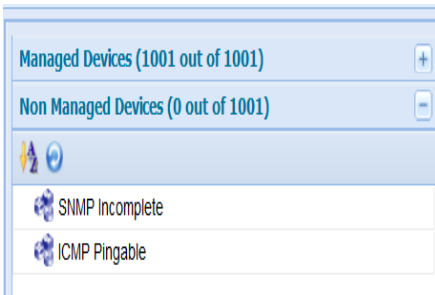 Managed Devices (1001 out of 1001)
Non Managed Devices (0 out of 1001)
SNMP Incomplete
ICMP Pingable